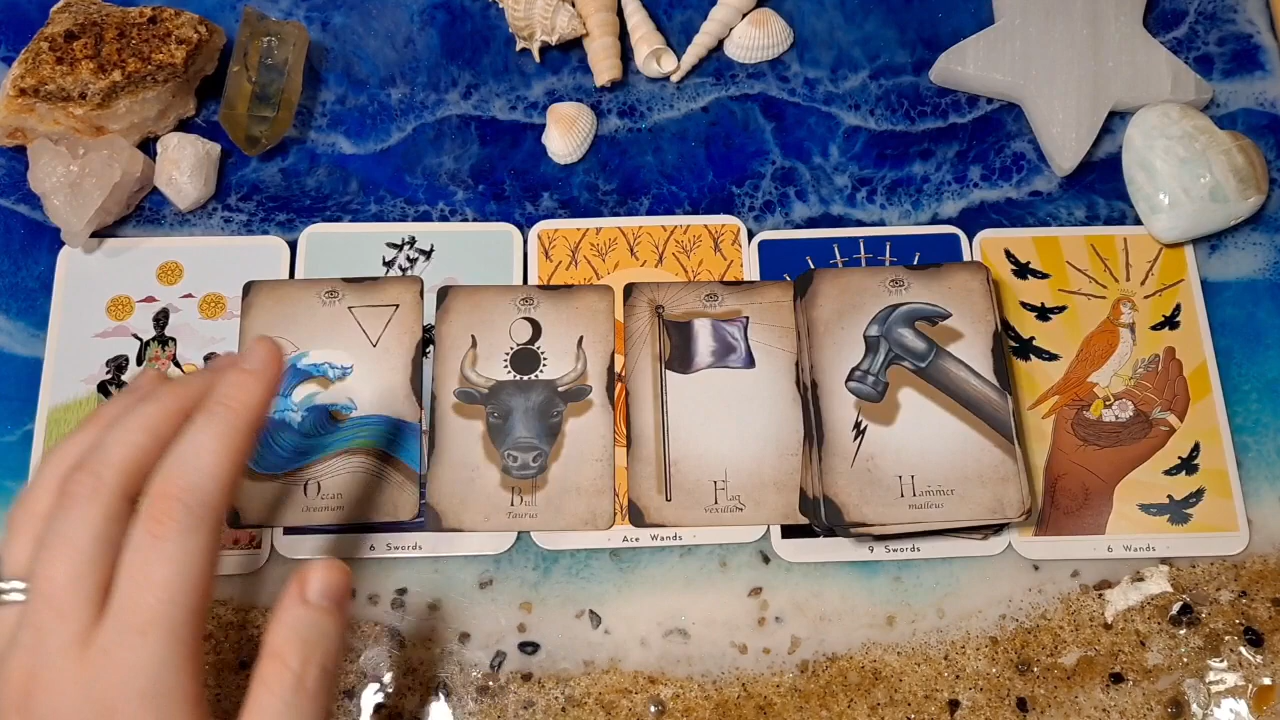 Ocean
Oceanum
Bull
Taurus
Flag
vexillum
Hammer
malleus
6 Swords
· Ace Wands ·
· 9 Swords
· 6 Wands ·